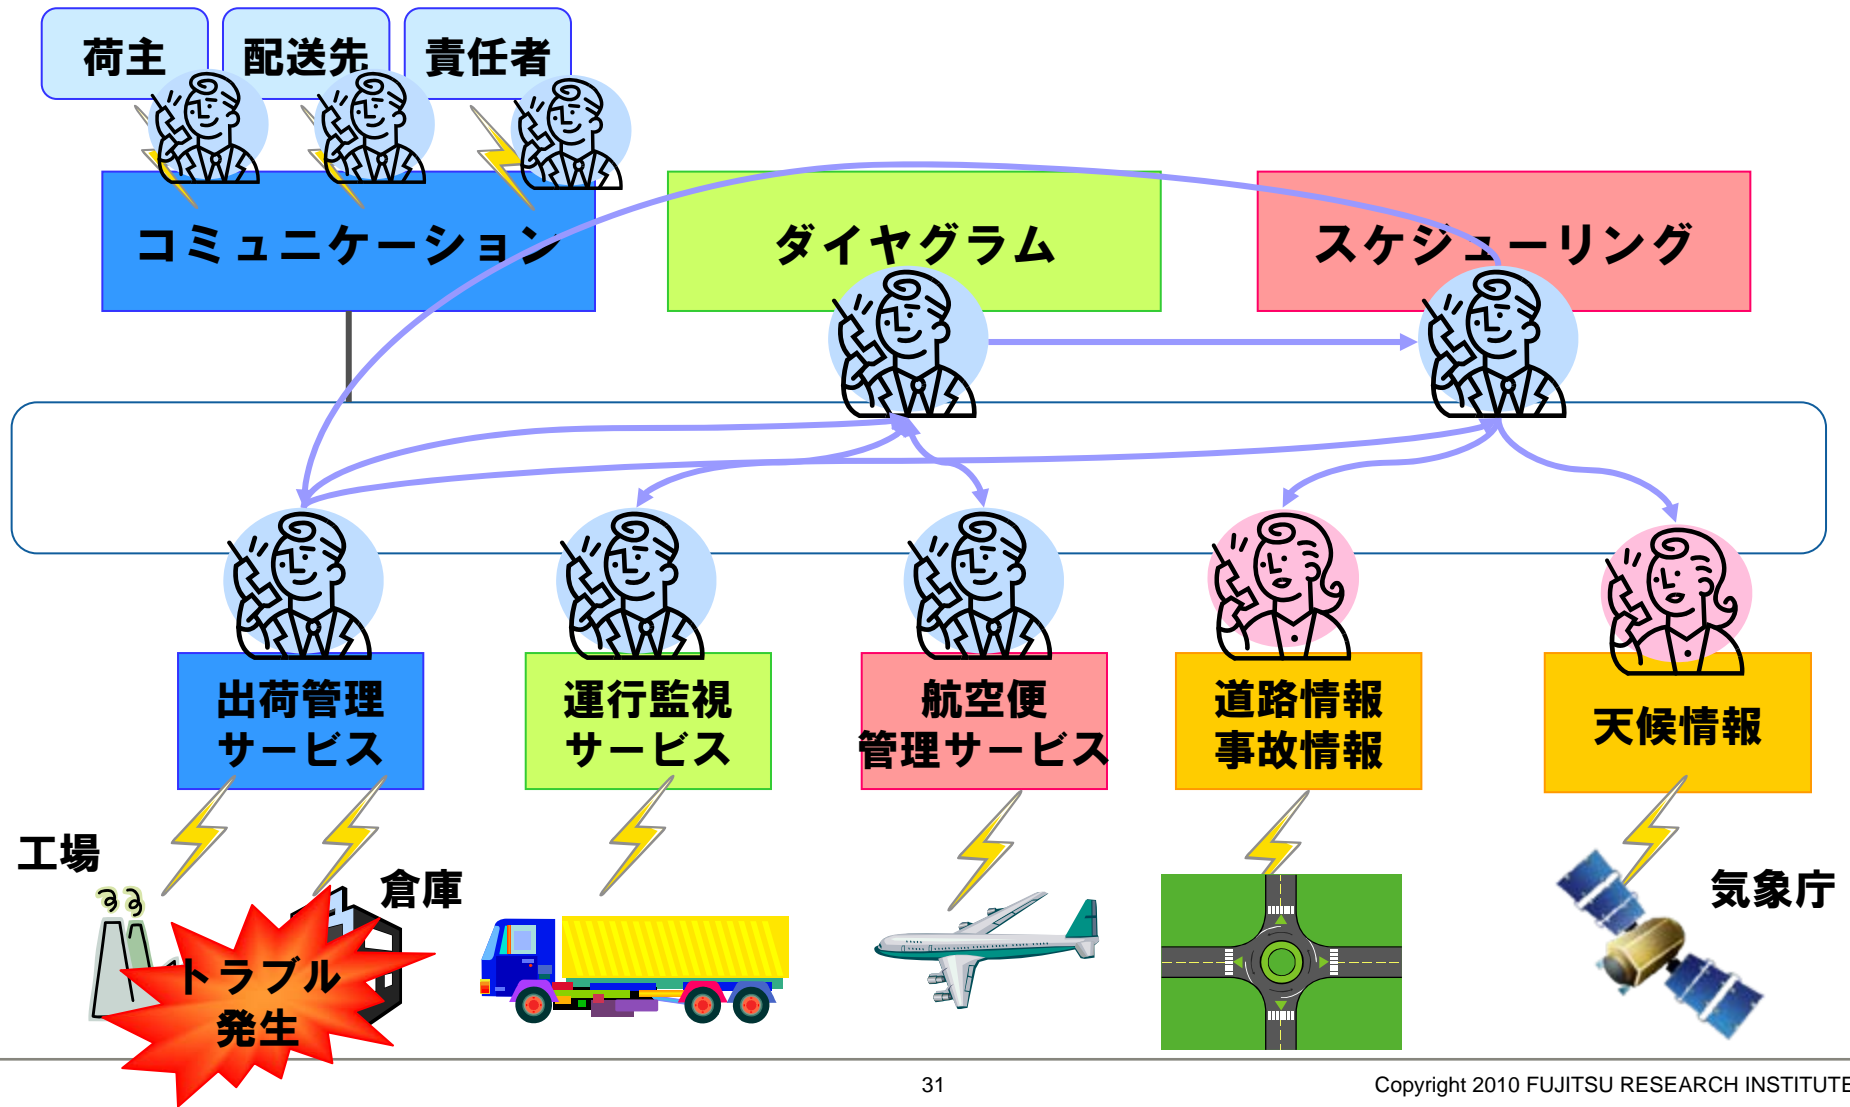 荷主
配送先
責任者
コミュニケーション
ダイヤグラム
スケジューリング
出荷管理
サービス
運行監視
サービス
航空便
管理サービス
道路情報
事故情報
天候情報
工場
倉庫
気象庁
トラブル
発生
31
Copyright 2010 FUJITSU RESEARCH INSTITUTE